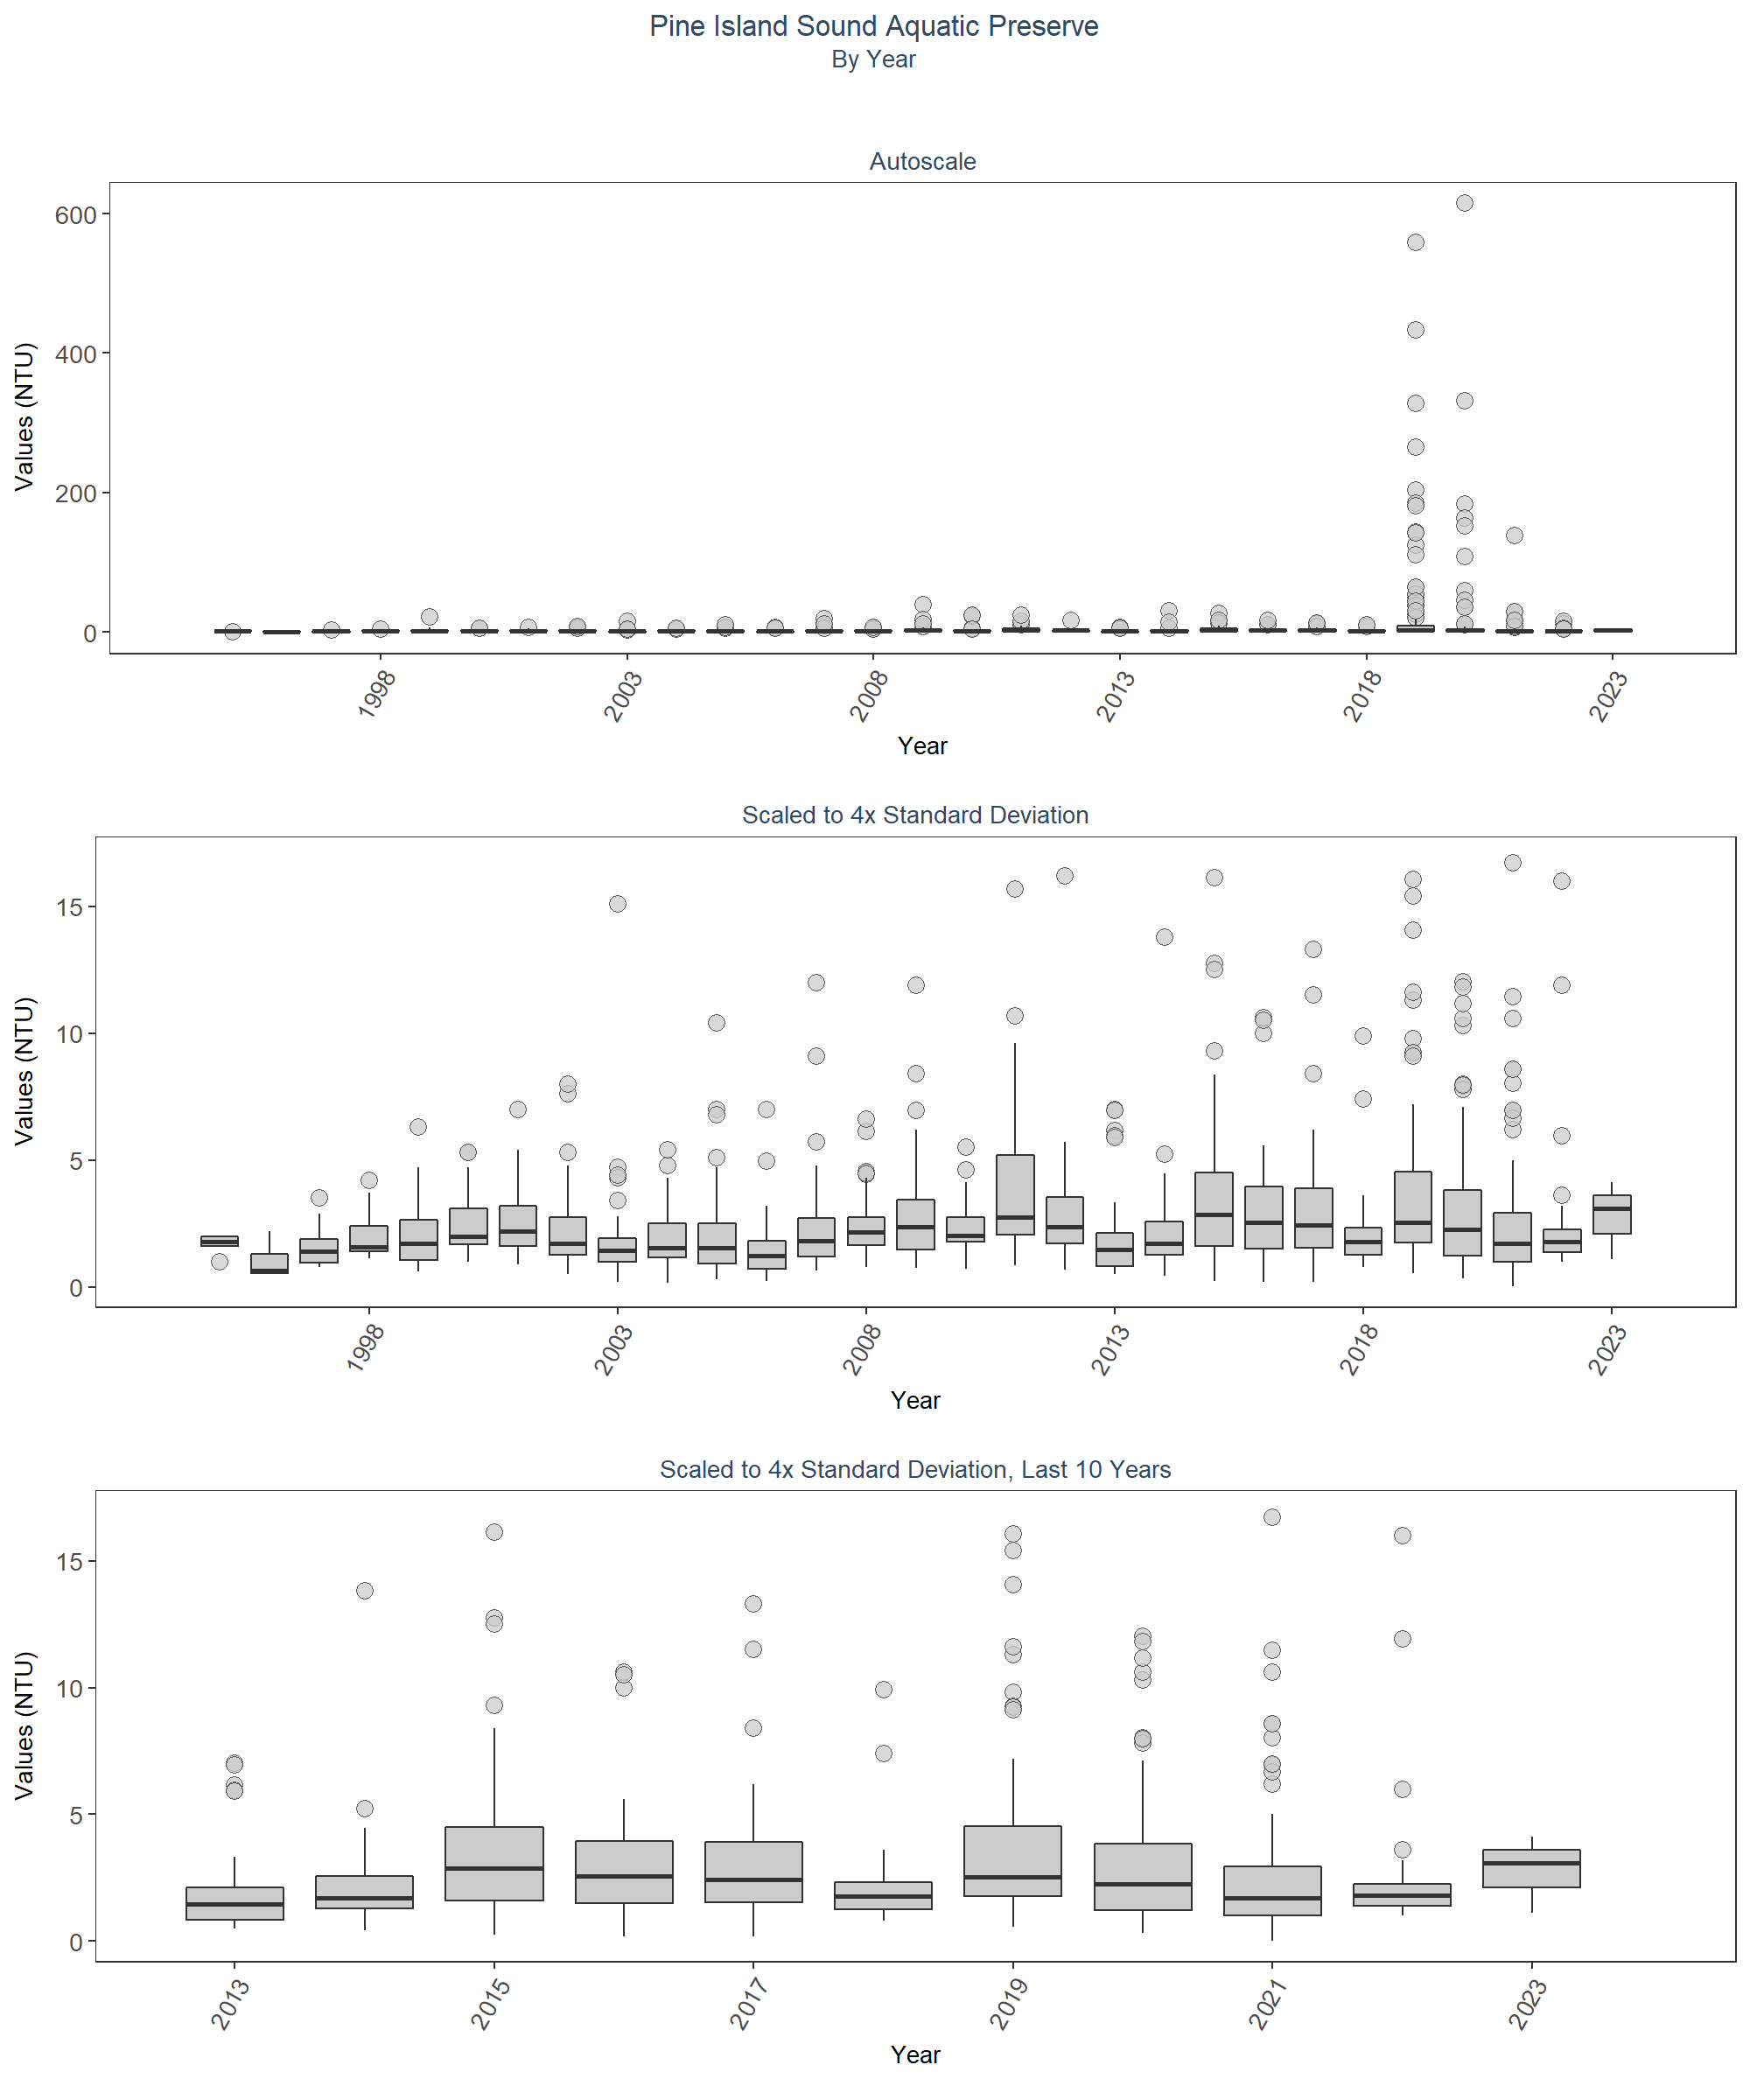 Pine Island Sound Aquatic Preserve
By Year
Autoscale
Values (NTU)
600
400
200
0
1998
2003
2008
2013
2018
2023
Year
Scaled to 4x Standard Deviation
Values (NTU)
15
10
5
0
1998
2003
2008
2013
2018
2023
Year
Scaled to 4x Standard Deviation, Last 10 Years
Values (NTU)
15
10
5
0
2013
2015
2017
2019
2021
2023
Year